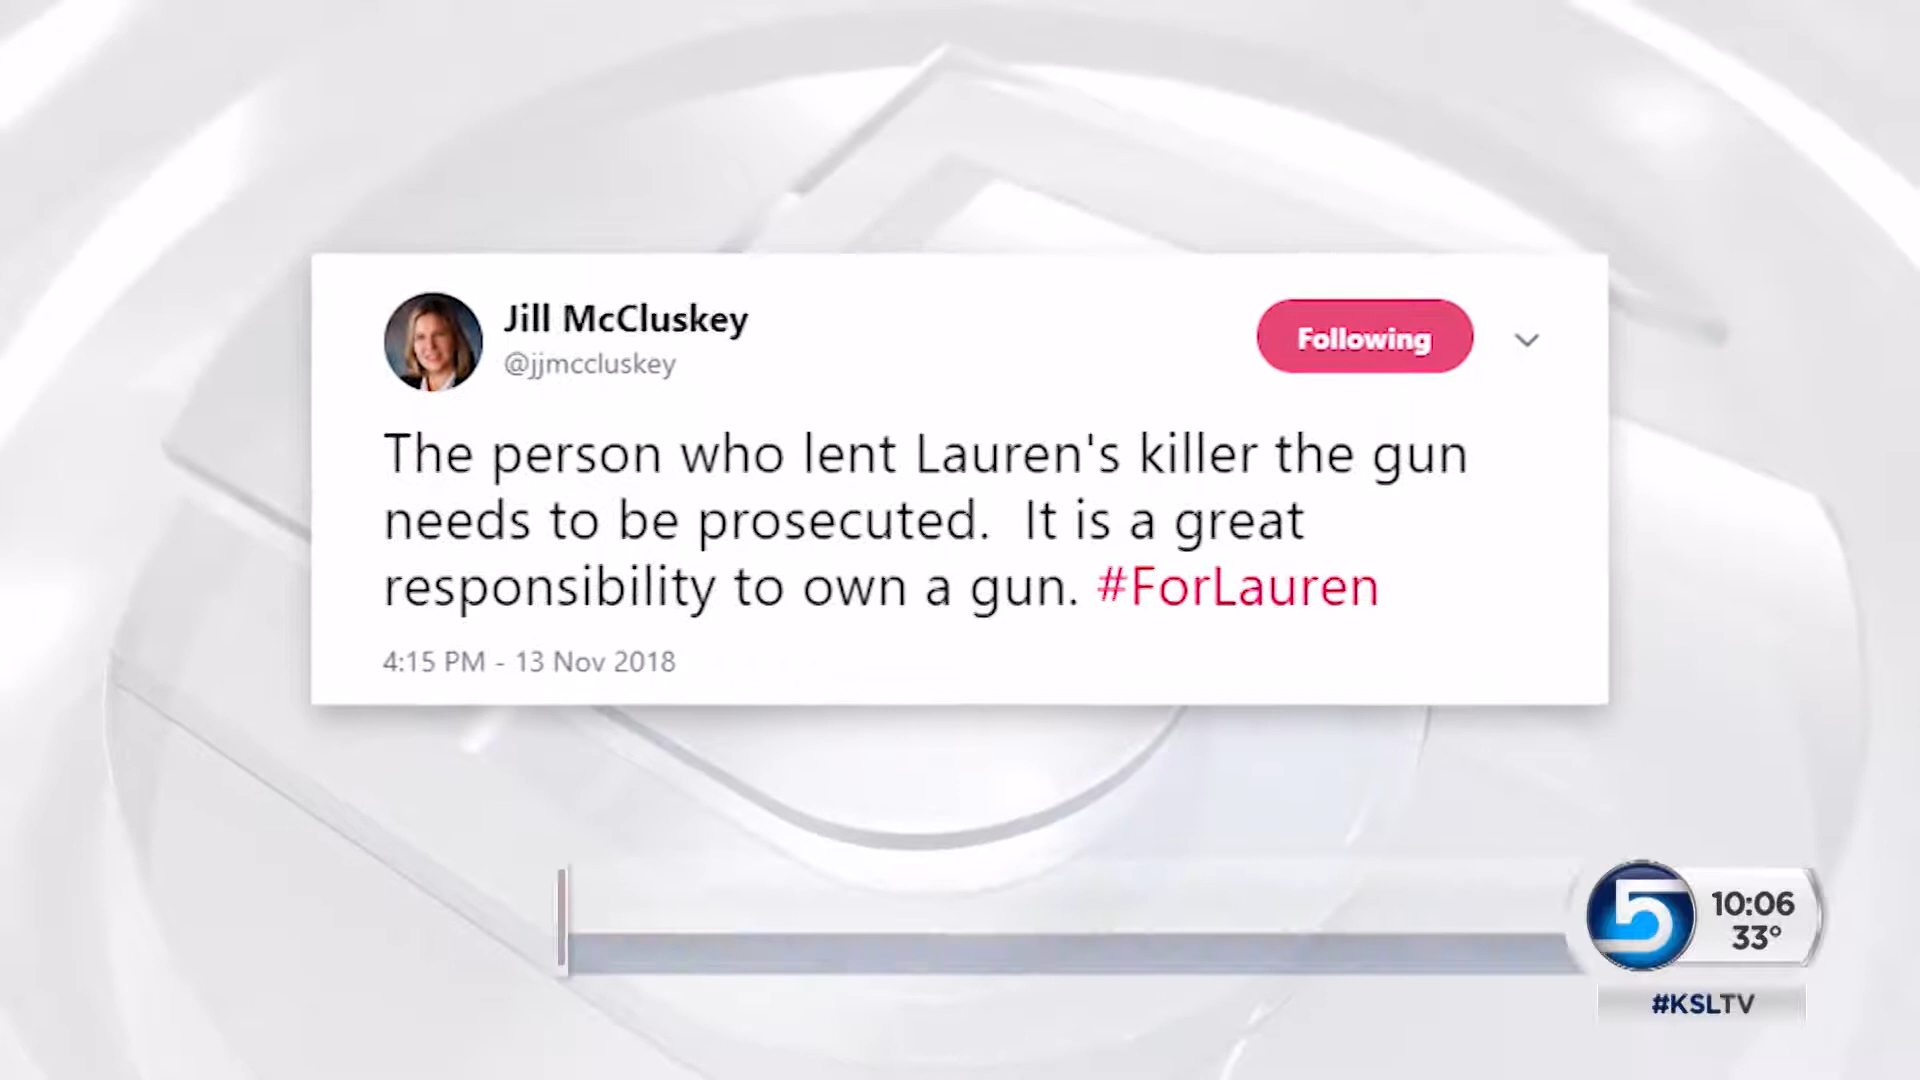 Jill McCluskey
@jjmccluskey
Following
The person who lent Lauren's killer the gun
needs to be prosecuted.  It is a great
responsibility to own a gun. #ForLauren
4:15 PM - 13 Nov 2018
5
10:06
33°
#KSLTV